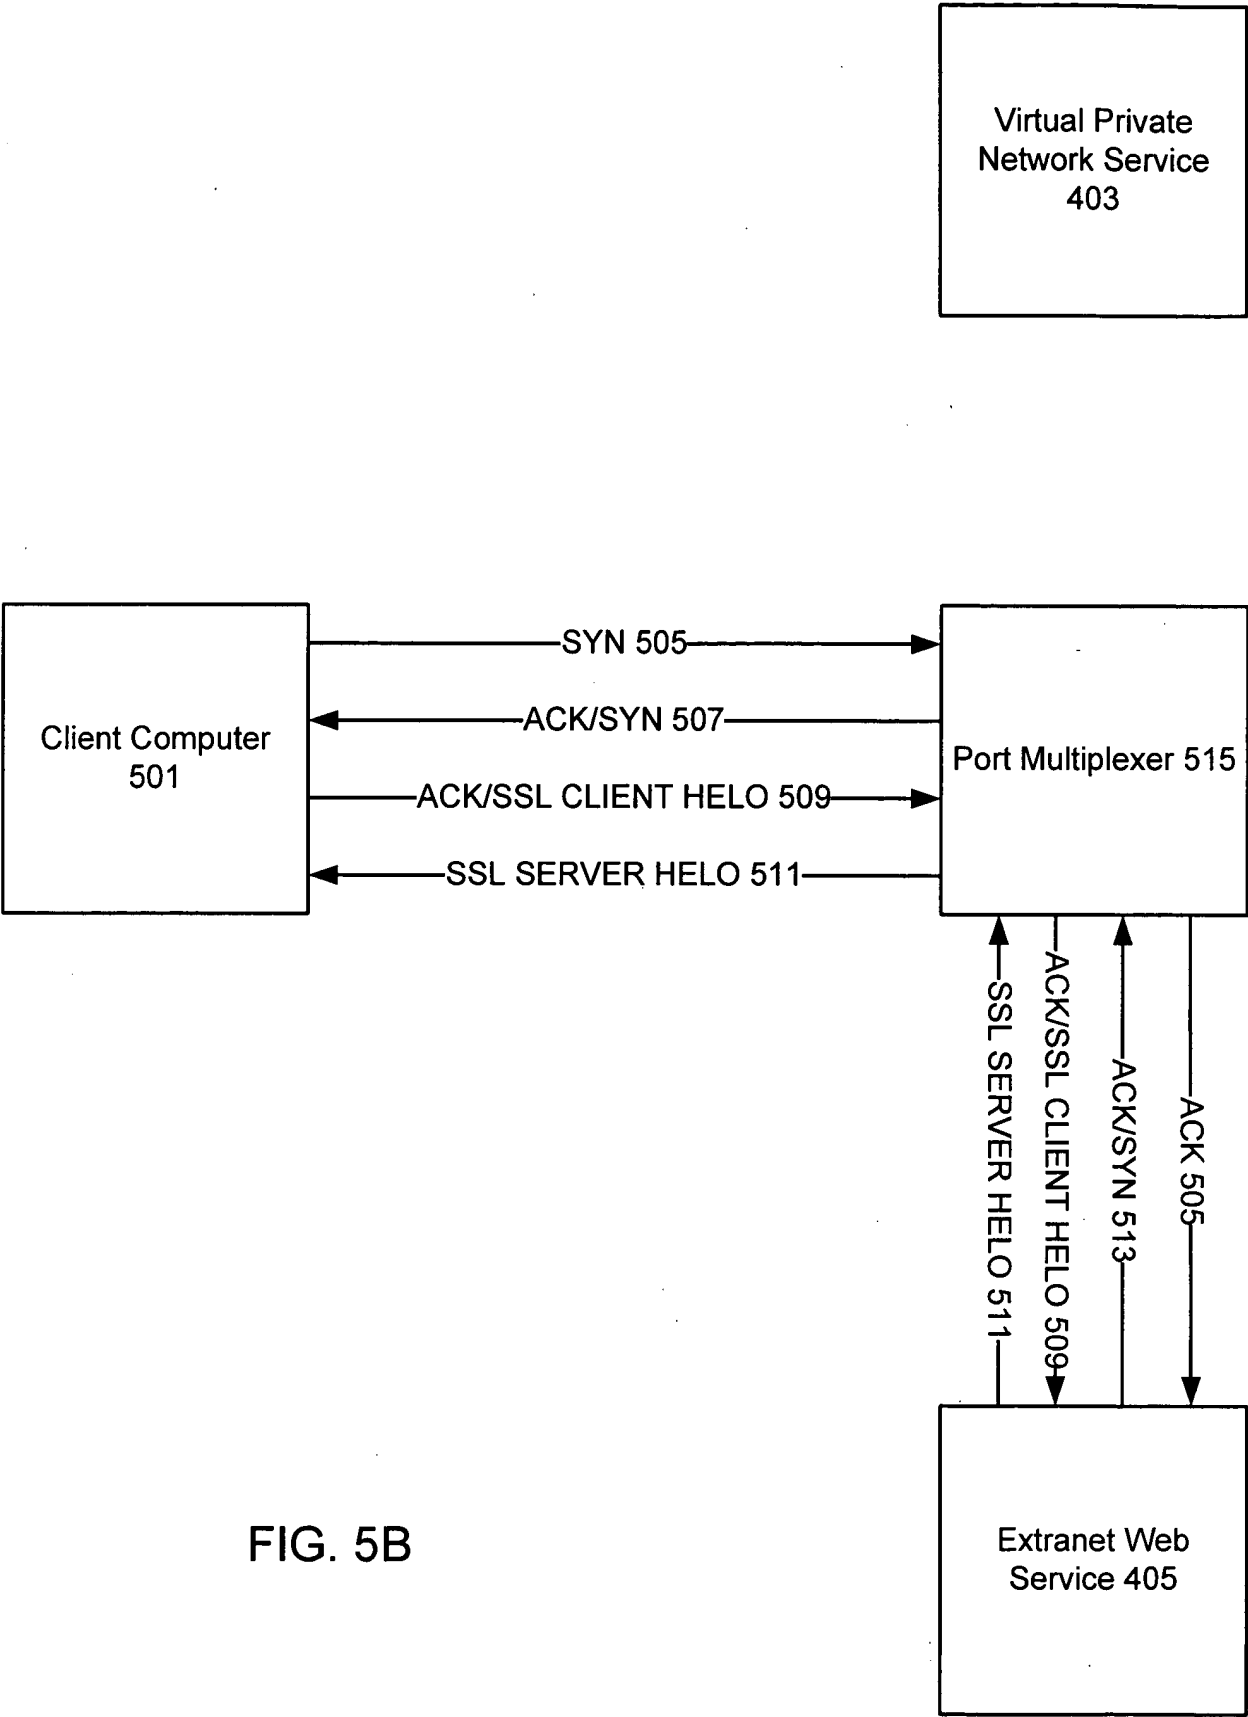 Virtual Private
Network Service
403
SYN 505
ACK/SYN 507
Client Computer
501
Port Multiplexer 515
ACK/SSL CLIENT HELO 509
SSL SERVER HELO 511
SSL SERVER HELO 511
ACK/SSL CLIENT HELO 509
ACK/SYN 513
ACK 505
Extranet Web
Service 405
FIG. 5B